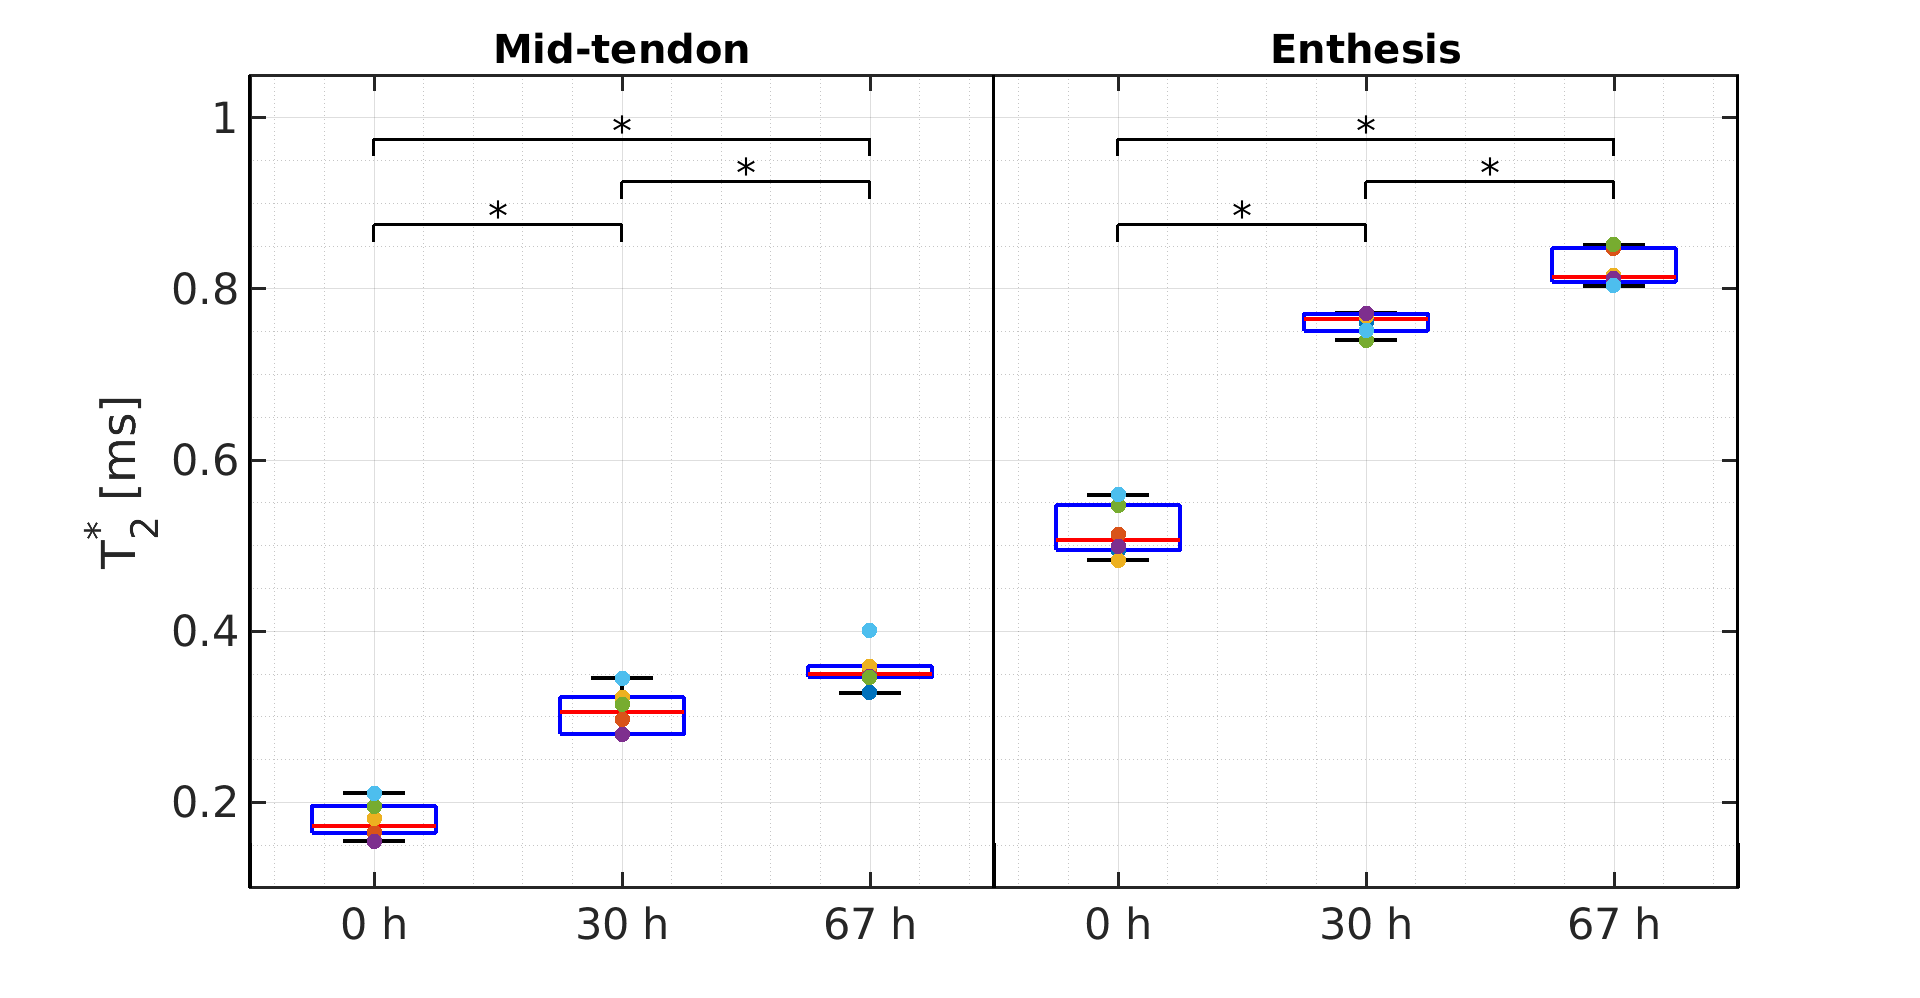 Mid-tendon Enthesis
1
0.8
0.6
0.4
0.2
T2* [ms]
* *
* *
* *
0 h 30 h 67 h 0 h 30 h 67 h